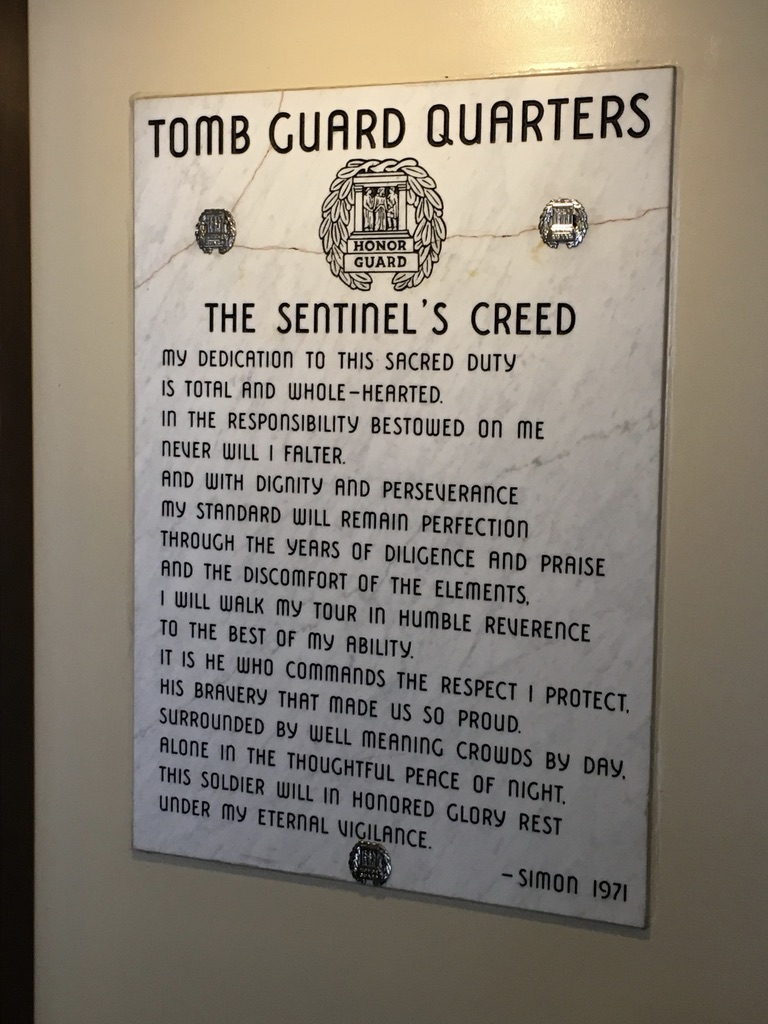 TOMB GUARD QUARTERS
HONOR
GUARD
THE SENTINEL'S CREED
MY DEDICATION TO THIS SACRED DUTY
IS TOTAL AND WHOLE-HEARTED.
IN THE RESPONSIBILITY BESTOWED ON ME
NEVER WILL I FALTER.
AND WITH DIGNITY AND PERSEVERANCE
MY STANDARD WILL REMAIN PERFECTION
THROUGH THE YEARS OF DILIGENCE AND PRAISE
AND THE DISCOMFORT OF THE ELEMENTS,
I WILL WALK MY TOUR IN HUMBLE REVERENCE
TO THE BEST OF MY ABILITY.
IT IS HE WHO COMMANDS THE RESPECT I PROTECT,
HIS BRAVERY THAT MADE US SO PROUD.
SURROUNDED BY WELL MEANING CROWDS BY DAY,
ALONE IN THE THOUGHTFUL PEACE OF NIGHT,
THIS SOLDIER WILL IN HONORED GLORY REST
UNDER MY ETERNAL VIGILANCE.
-SIMON 1971